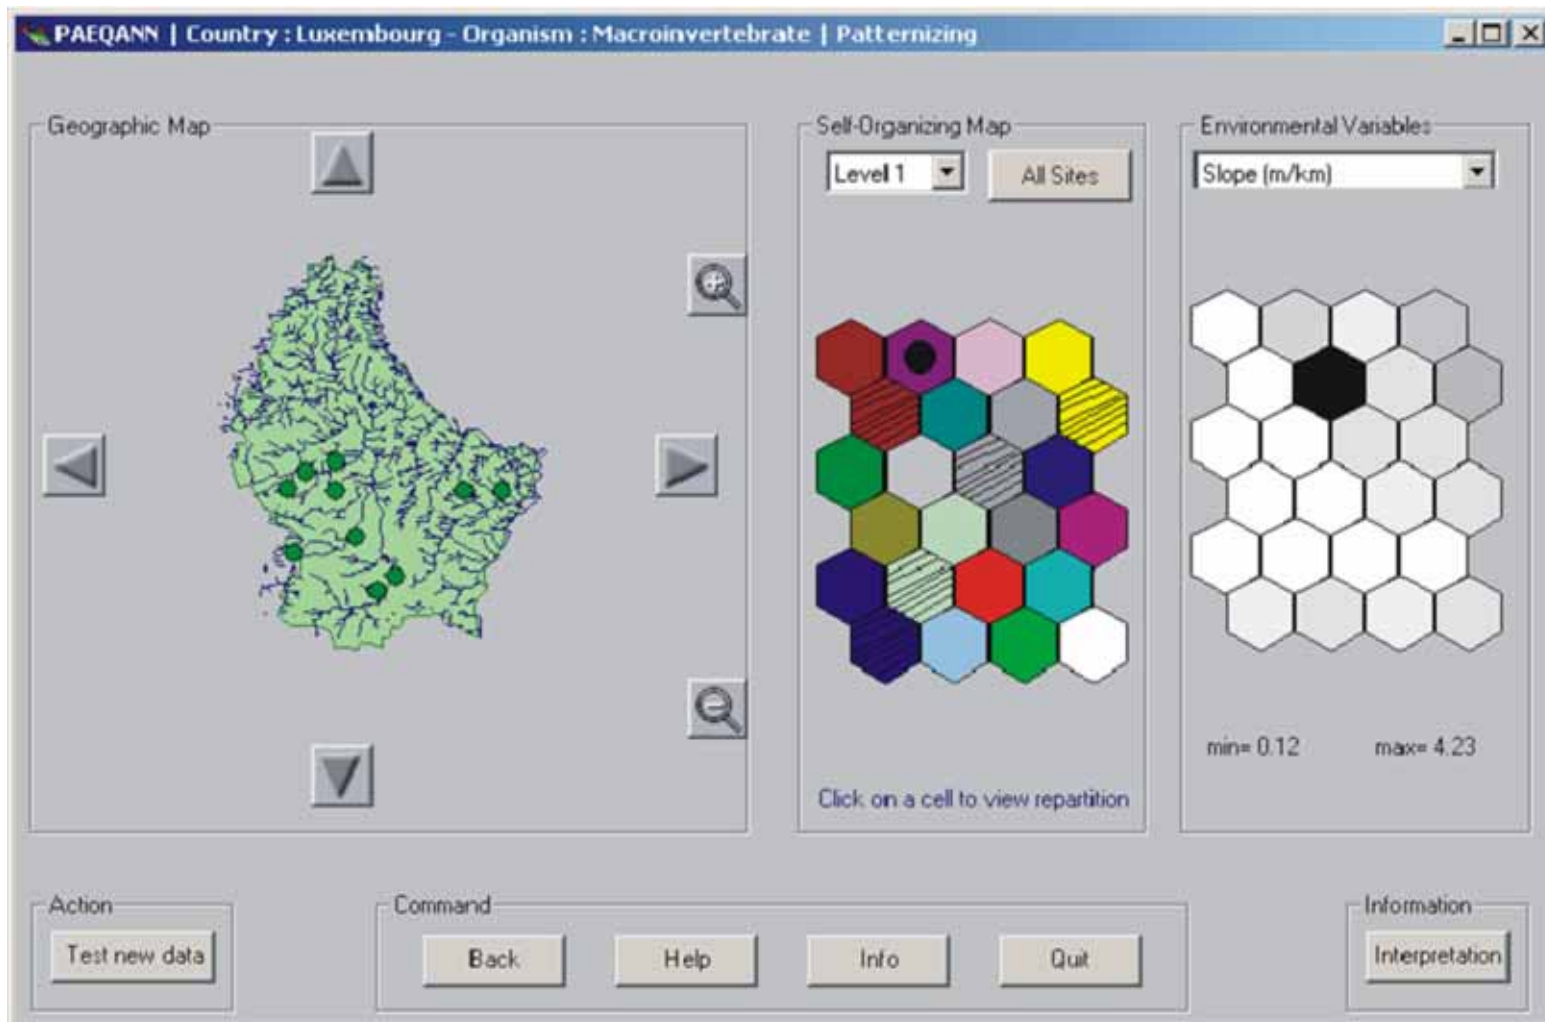 PAEQANN | Country : Luxembourg - Organism : Macroinvertebrate | Patternizing
Geographic Map
Self-Organizing Map
Level 1
All Sites
Click on a cell to view repartition
Environmental Variables
Slope (m/km)
min= 0.12 max= 4.23
Action
Test new data
Command
Back Help Info Quit
Information
Interpretation